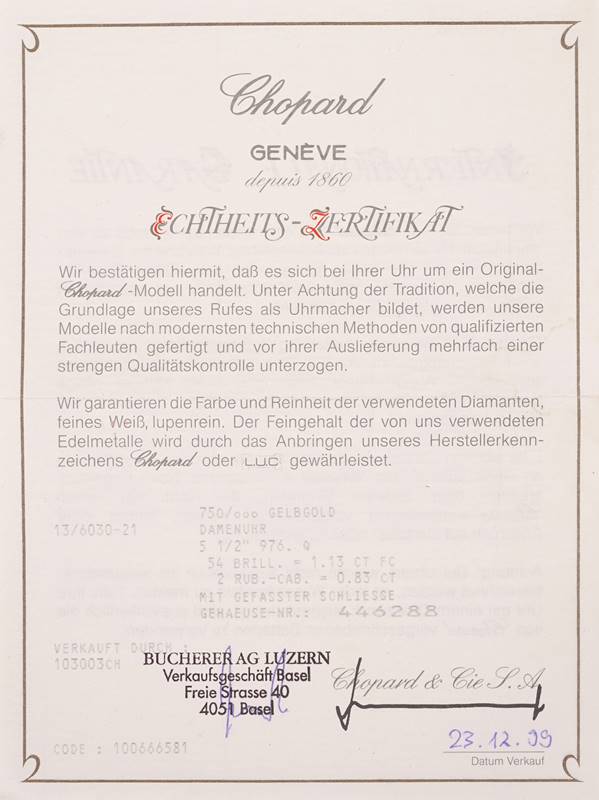 Chopard
GENÈVE
depuis 1860
ECHTHEITS-ZERTIFIKAT
Wir bestätigen hiermit, daß es sich bei Ihrer Uhr um ein Original-
Chopard-Modell handelt. Unter Achtung der Tradition, welche die
Grundlage unseres Rufes als Uhrmacher bildet, werden unsere
Modelle nach modernsten technischen Methoden von qualifizierten
Fachleuten gefertigt und vor ihrer Auslieferung mehrfach einer
strengen Qualitätskontrolle unterzogen.
Wir garantieren die Farbe und Reinheit der verwendeten Diamanten,
feines Weiß, lupenrein. Der Feingehalt der von uns verwendeten
Edelmetalle wird durch das Anbringen unseres Herstellerkenn-
zeichens Chopard oder LUC gewährleistet.
750/ooo GELBGOLD
13/6030-21 DAMENUHR
5 1/2" 976. Q
54 BRILL. = 1.13 CT FC
2 RUB.-CAB. = 0.83 CT
MIT GEFASSTER SCHLIESSE
GEHAEUSE-NR.: 446288
VERKAUFT DURCH :
103003CH
BUCHERER AG LUZERN
Verkaufsgeschäft Basel
Freie Strasse 40
4051 Basel
Chopard & Cie S.A.
CODE : 100666581
23.12.99
Datum Verkauf